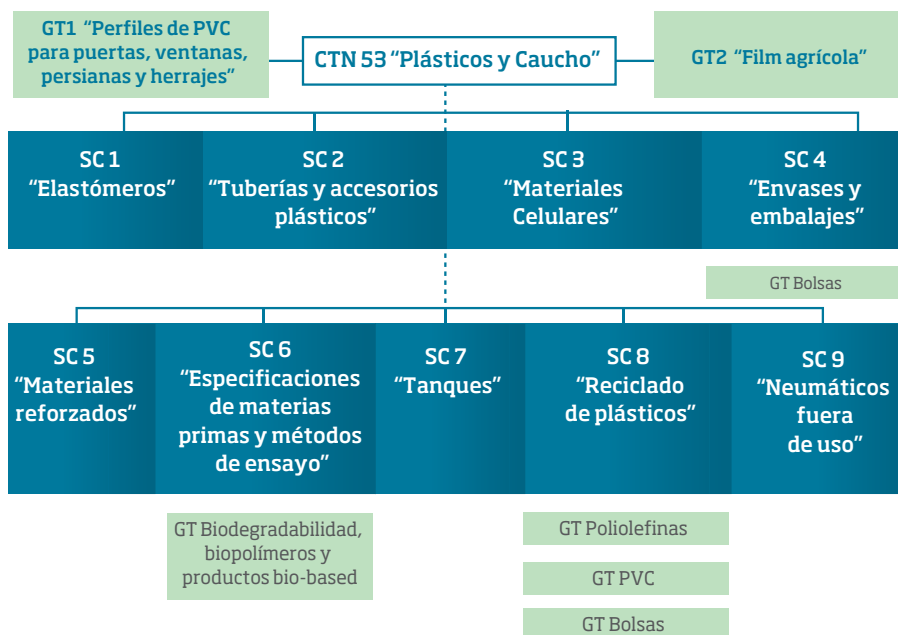 GT1 “Perfiles de PVC
para puertas, ventanas,
persianas y herrajes”
CTN 53 “Plásticos y Caucho”
GT2 “Film agrícola”
SC 1
“Elastómeros”
SC 2
“Tuberías y accesorios
plásticos”
SC 3
“Materiales
Celulares”
SC 4
“Envases y
embalajes”
GT Bolsas
SC 5
“Materiales
reforzados”
SC 6
“Especificaciones
de materias
primas y métodos
de ensayo”
SC 7
“Tanques”
SC 8
“Reciclado
de plásticos”
SC 9
“Neumáticos
fuera
de uso”
GT Biodegradabilidad,
biopolímeros y
productos bio-based
GT Poliolefinas
GT PVC
GT Bolsas